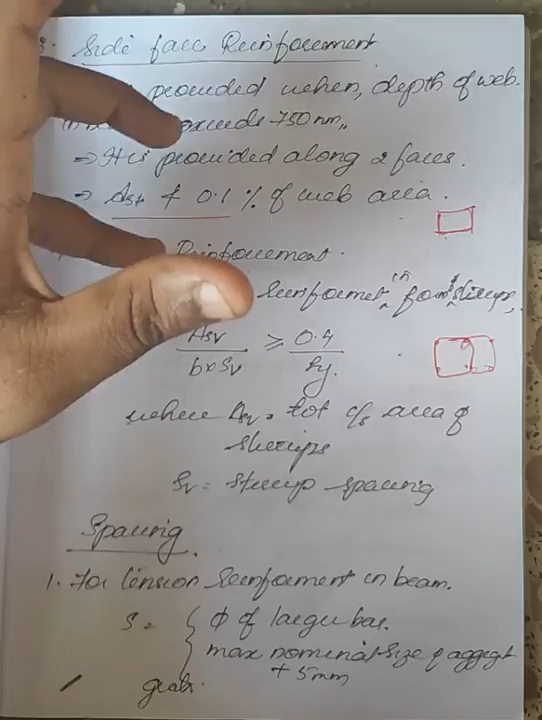 3. Side face Reinforcement
provided when, depth of web.
exceeds 750 mm,,
⇒ It is provided along 2 faces.
⇒ Ast ≮ 0.1 % of web area.
Reinforcement.
Reinforcemet in form stirrups,
Asv / b x Sv ≥ 0.4 / fy.
where Asv = tot c/s area of
stirrups
Sv = stirrup spacing
Spacing.
1. For tension Reinforcement in beam.
S = { ϕ of larger bar.
max nominal size of aggregt
+ 5mm
greater.